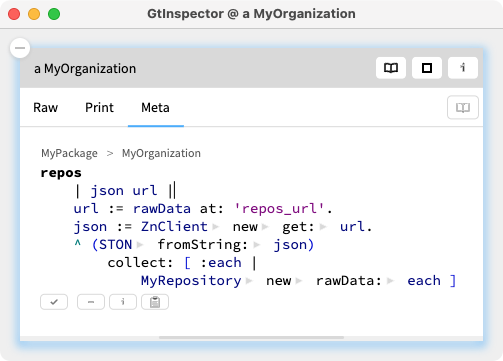 GtInspector @ a MyOrganization
a MyOrganization
Raw Print Meta
MyPackage > MyOrganization
repos
| json url |
url := rawData at: 'repos_url'.
json := ZnClient new get: url.
^ (STON fromString: json)
collect: [ :each |
MyRepository new rawData: each ]